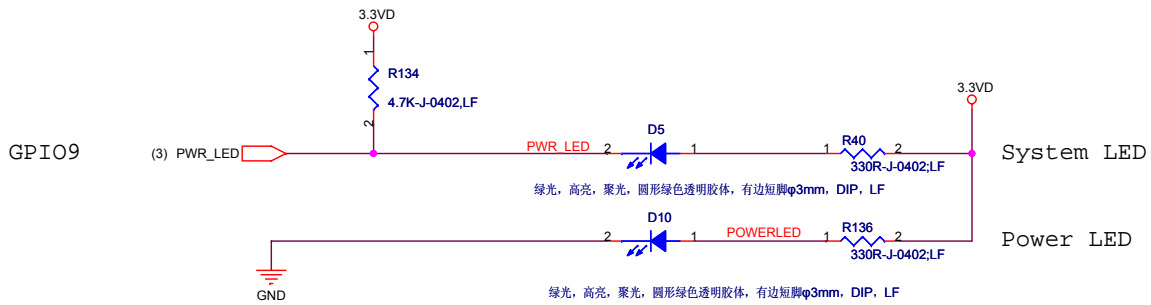 3.3VD
1
R134
4.7K-J-0402,LF
2
3.3VD
GPIO9
(3) PWR_LED
PWR_LED
2
D5
1
1
R40
2
330R-J-0402;LF
System LED
绿光，高亮，聚光，圆形绿色透明胶体，有边短脚φ3mm，DIP，LF
2
D10
1
POWERLED
1
R136
2
330R-J-0402;LF
Power LED
GND
绿光，高亮，聚光，圆形绿色透明胶体，有边短脚φ3mm，DIP，LF